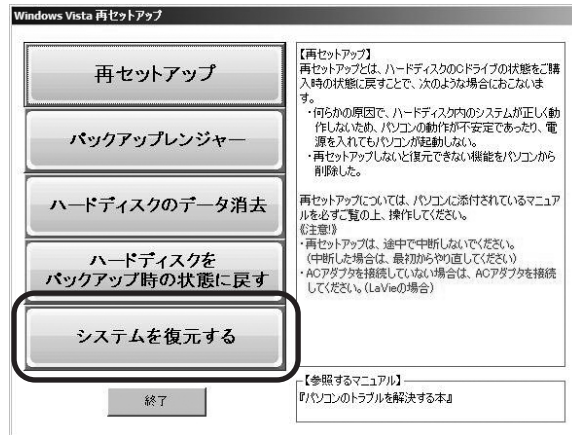 Windows Vista 再セットアップ
再セットアップ
バックアップレンジャー
ハードディスクのデータ消去
ハードディスクを
バックアップ時の状態に戻す
システムを復元する
終了
【再セットアップ】
再セットアップとは、ハードディスクのCドライブの状態をご購
入時の状態に戻すことで、次のような場合におこないま
す。
・何らかの原因で、ハードディスク内のシステムが正しく動
作しないため、パソコンの動作が不安定であったり、電
源を入れてもパソコンが起動しない。
・再セットアップしないと復元できない機能をパソコンから
削除した。
再セットアップについては、パソコンに添付されているマニュア
ルを必ずご覧の上、操作してください。
《注意!》
・再セットアップは、途中で中断しないでください。
(中断した場合は、最初からやり直してください)
・ACアダプタを接続していない場合は、ACアダプタを接続
してください。(LaVieの場合)
【参照するマニュアル】
『パソコンのトラブルを解決する本』